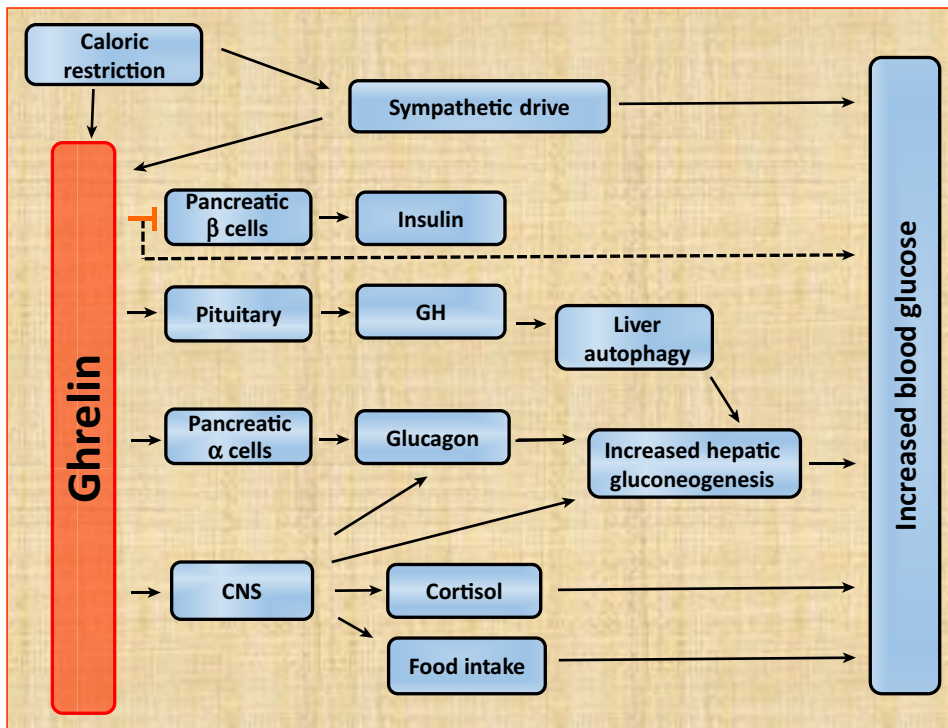 Caloric
restriction
Sympathetic drive
Ghrelin
Pancreatic
β cells
Insulin
Pituitary
GH
Liver
autophagy
Pancreatic
α cells
Glucagon
Increased hepatic
gluconeogenesis
CNS
Cortisol
Food intake
Increased blood glucose